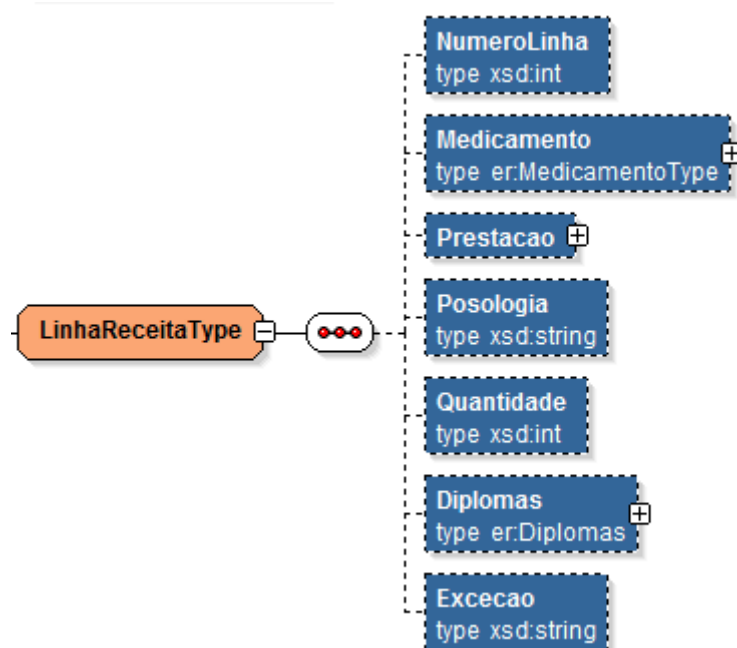 NumeroLinha
type xsd:int
Medicamento
type er:MedicamentoType
Prestacao
LinhaReceitaType
Posologia
type xsd:string
Quantidade
type xsd:int
Diplomas
type er:Diplomas
Excecao
type xsd:string